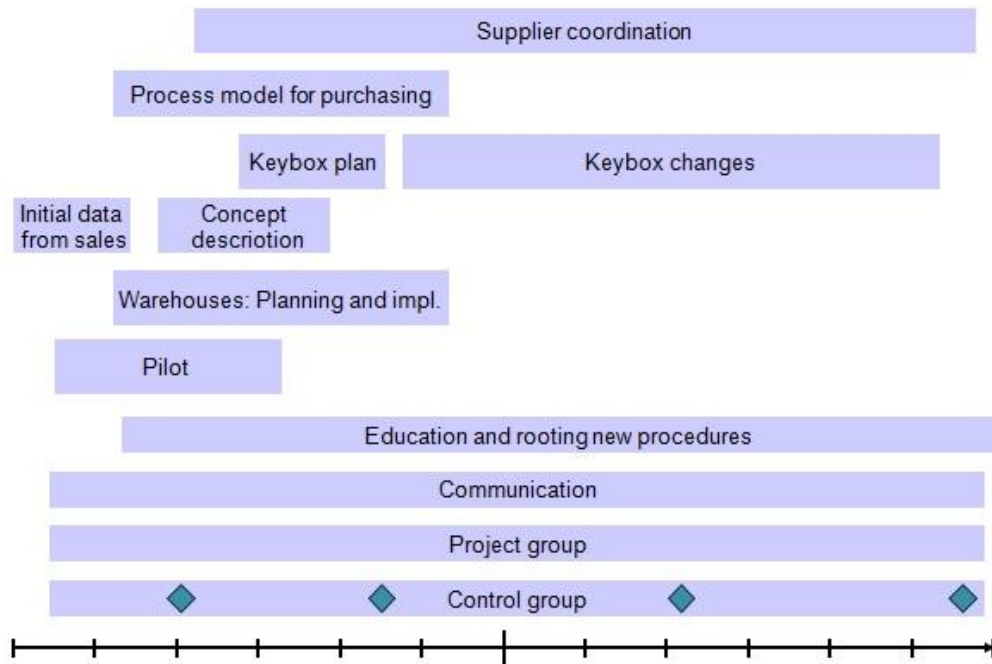 Supplier coordination
Process model for purchasing
Keybox plan
Keybox changes
Initial data
from sales
Concept
descriotion
Warehouses: Planning and impl.
Pilot
Education and rooting new procedures
Communication
Project group
Control group